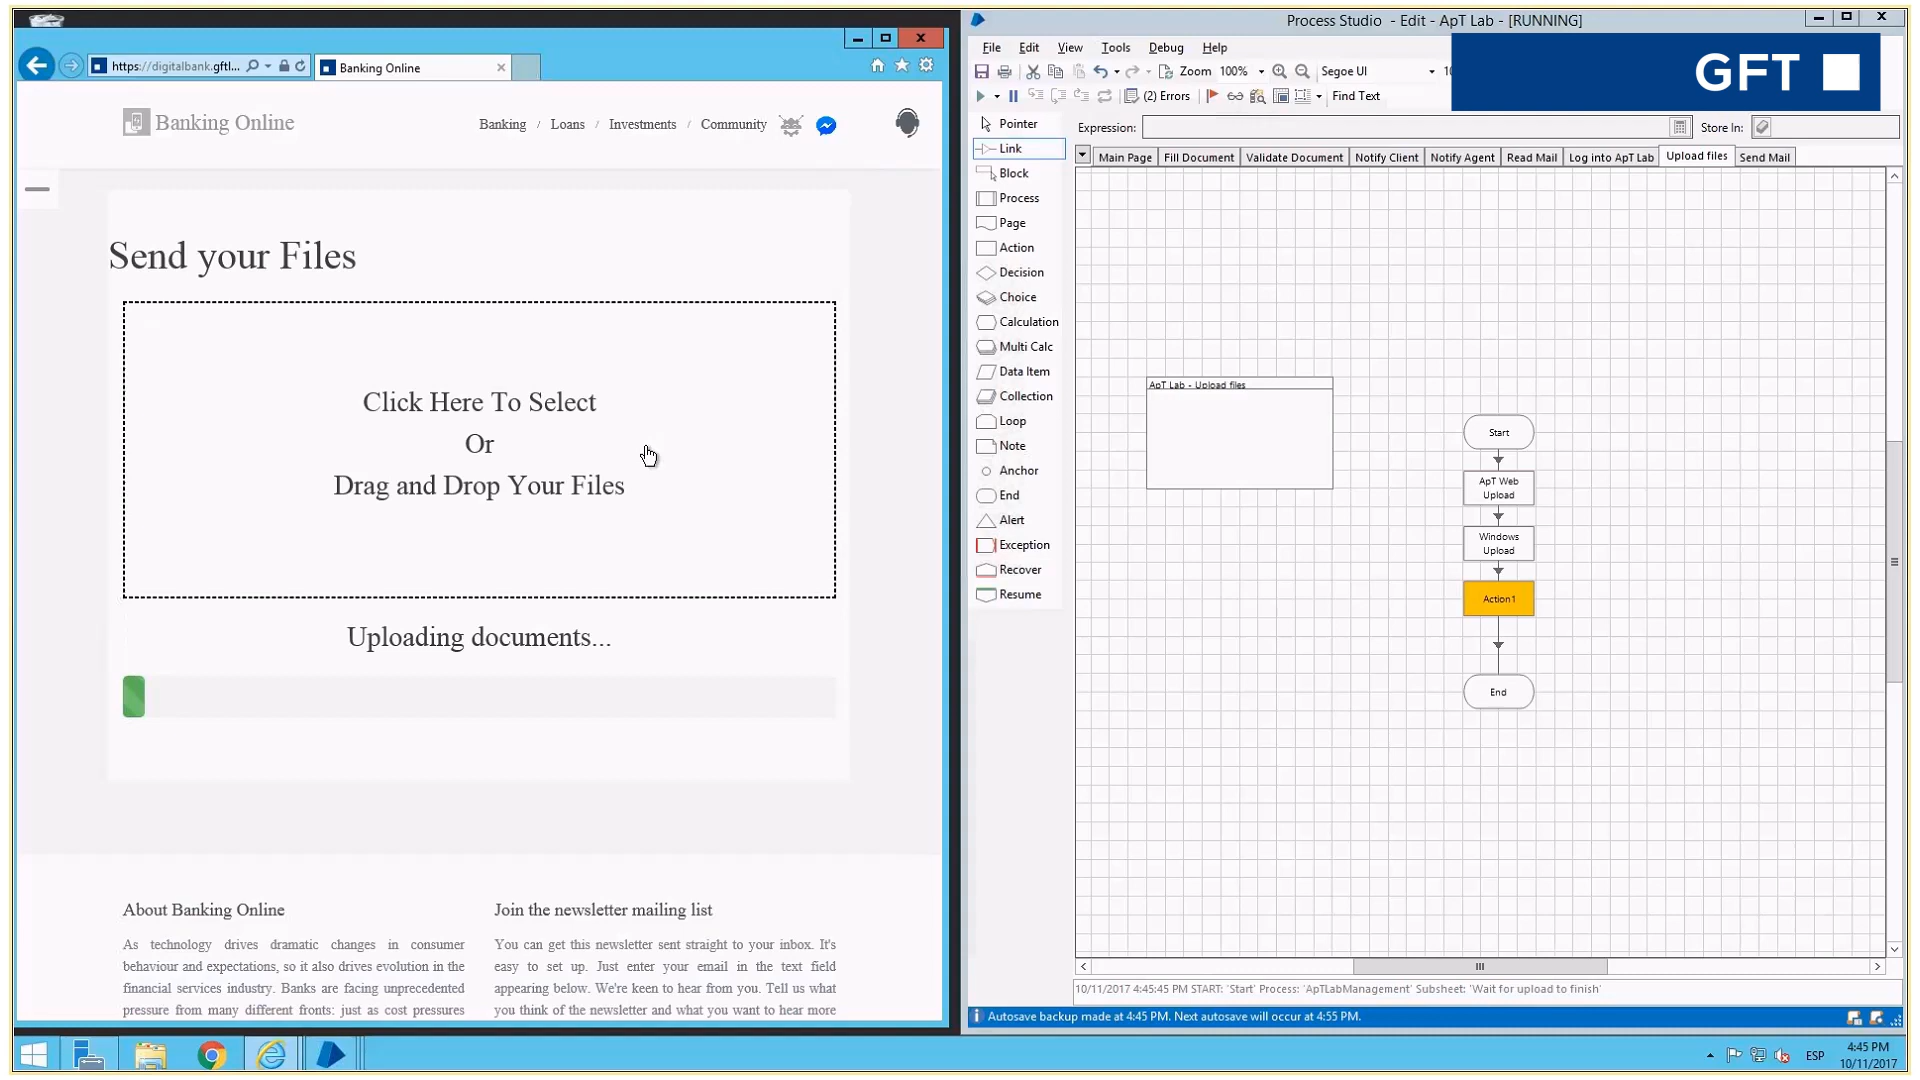 https://digitalbank.gftl...
Banking Online
Banking Online
Banking / Loans / Investments / Community
Send your Files
Click Here To Select
Or
Drag and Drop Your Files
Uploading documents...
About Banking Online
As technology drives dramatic changes in consumer
behaviour and expectations, so it also drives evolution in the
financial services industry. Banks are facing unprecedented
pressure from many different fronts: just as cost pressures
Join the newsletter mailing list
You can get this newsletter sent straight to your inbox. It's
easy to set up. Just enter your email in the text field
appearing below. We're keen to hear from you. Tell us what
you think of the newsletter and what you want to hear more
Process Studio - Edit - ApT Lab - [RUNNING]
File Edit View Tools Debug Help
GFT
Zoom 100% Segoe UI 10
(2) Errors Find Text
Expression: Store In:
Main Page Fill Document Validate Document Notify Client Notify Agent Read Mail Log into ApT Lab Upload files Send Mail
Pointer
Link
Block
Process
Page
Action
Decision
Choice
Calculation
Multi Calc
Data Item
Collection
Loop
Note
Anchor
End
Alert
Exception
Recover
Resume
ApT Lab - Upload files
Start
ApT Web
Upload
Windows
Upload
Action1
End
10/11/2017 4:45:45 PM START: 'Start' Process: 'ApTLabManagement' Subsheet: 'Wait for upload to finish'
Autosave backup made at 4:45 PM. Next autosave will occur at 4:55 PM.
ESP
4:45 PM
10/11/2017